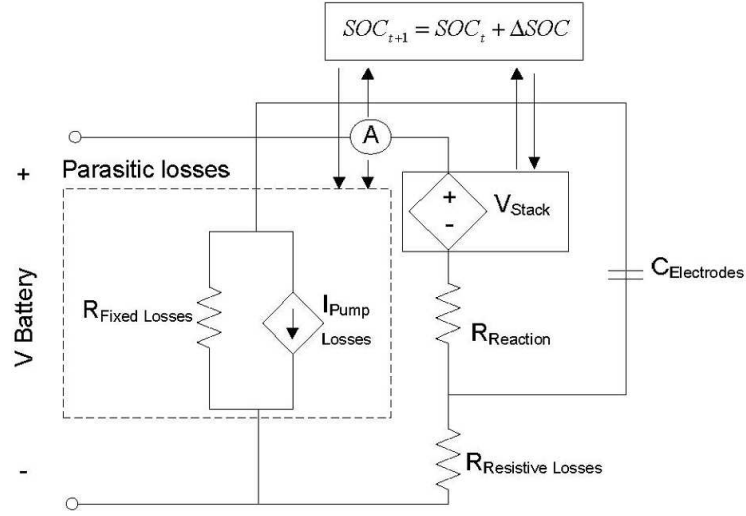 SOC_{t+1} = SOC_t + ΔSOC
A
+
Parasitic losses
+
-
V_Stack
V Battery
R_Fixed Losses
I_Pump
Losses
R_Reaction
C_Electrodes
R_Resistive Losses
-